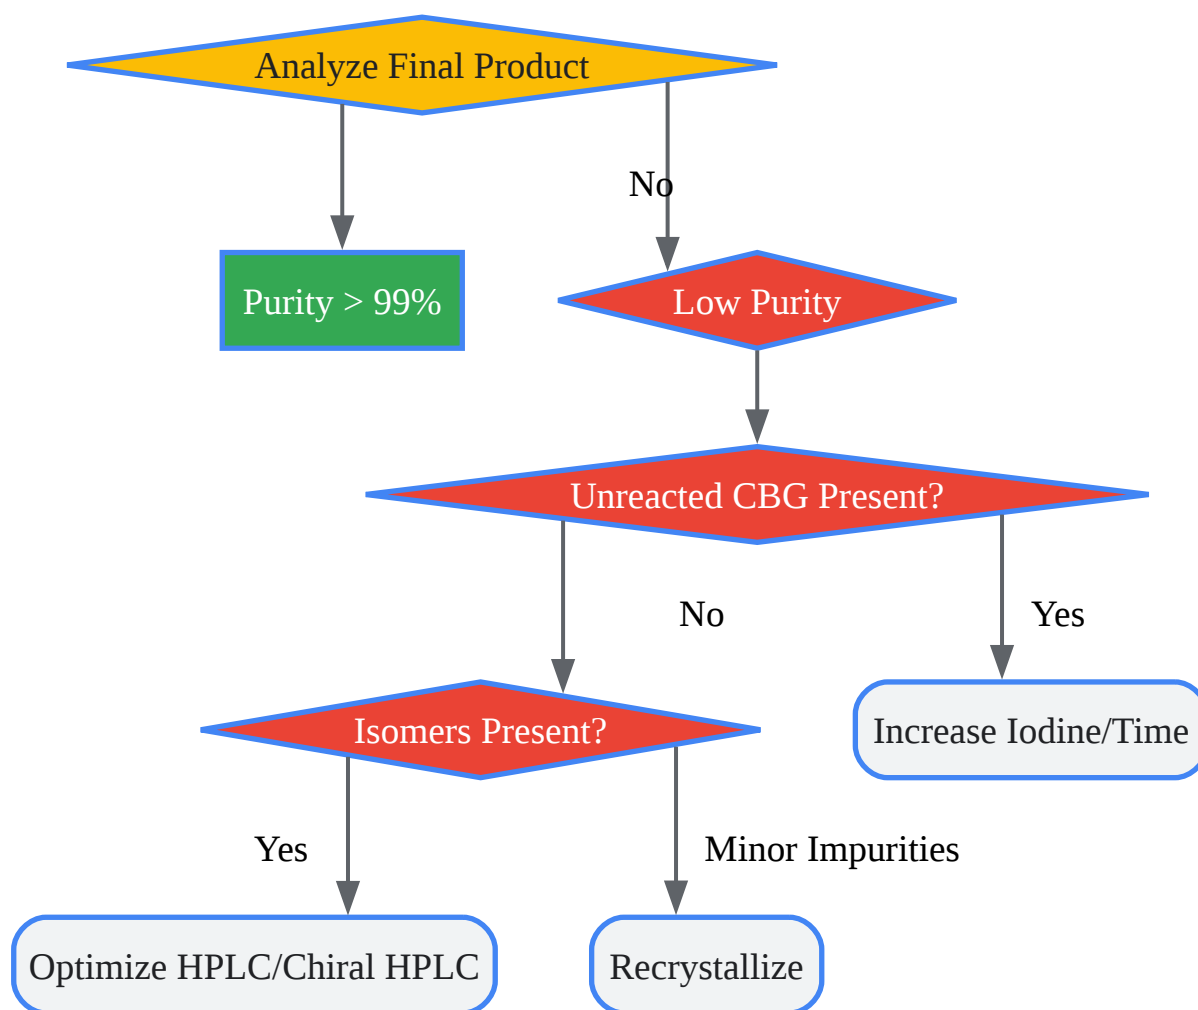 Analyze Final Product
No
Purity > 99%
Low Purity
Unreacted CBG Present?
No
Yes
Isomers Present?
Increase Iodine/Time
Yes
Minor Impurities
Optimize HPLC/Chiral HPLC
Recrystallize